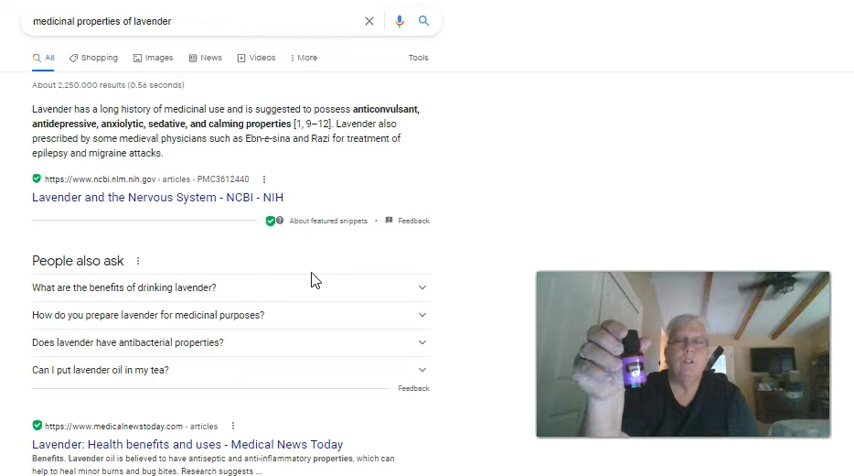 medicinal properties of lavender
All
Shopping
Images
News
Videos
More
Tools
About 2,250,000 results (0.56 seconds)
Lavender has a long history of medicinal use and is suggested to possess anticonvulsant,
antidepressive, anxiolytic, sedative, and calming properties [1, 9–12]. Lavender also
prescribed by some medieval physicians such as Ebn-e-sina and Razi for treatment of
epilepsy and migraine attacks.
https://www.ncbi.nlm.nih.gov › articles › PMC3612440
Lavender and the Nervous System - NCBI - NIH
About featured snippets • Feedback
People also ask
What are the benefits of drinking lavender?
How do you prepare lavender for medicinal purposes?
Does lavender have antibacterial properties?
Can I put lavender oil in my tea?
Feedback
https://www.medicalnewstoday.com › articles
Lavender: Health benefits and uses - Medical News Today
Benefits. Lavender oil is believed to have antiseptic and anti-inflammatory properties, which can
help to heal minor burns and bug bites. Research suggests ...